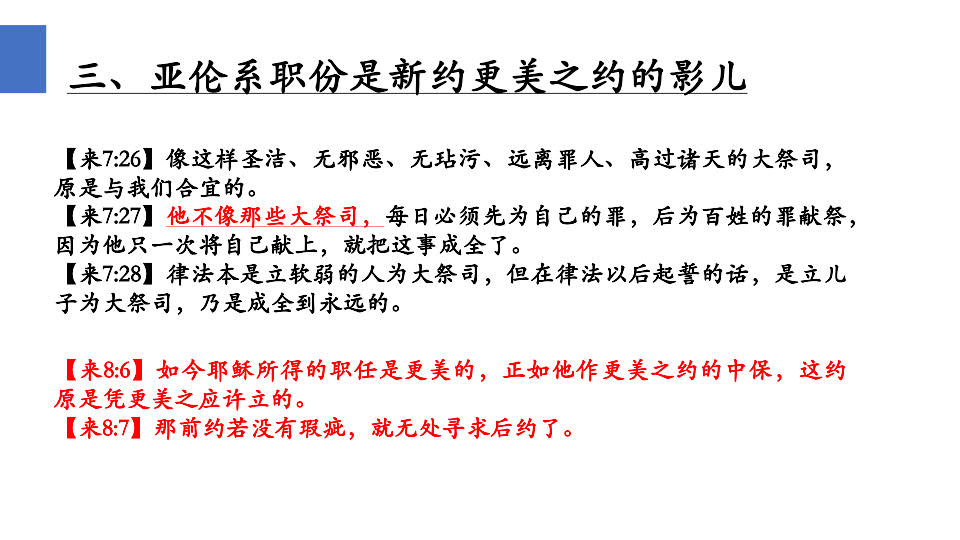 三、亚伦系职份是新约更美之约的影儿
【来7:26】像这样圣洁、无邪恶、无玷污、远离罪人、高过诸天的大祭司，
原是与我们合宜的。
【来7:27】他不像那些大祭司，每日必须先为自己的罪，后为百姓的罪献祭，
因为他只一次将自己献上，就把这事成全了。
【来7:28】律法本是立软弱的人为大祭司，但在律法以后起誓的话，是立儿
子为大祭司，乃是成全到永远的。
【来8:6】如今耶稣所得的职任是更美的，正如他作更美之约的中保，这约
原是凭更美之应许立的。
【来8:7】那前约若没有瑕疵，就无处寻求后约了。